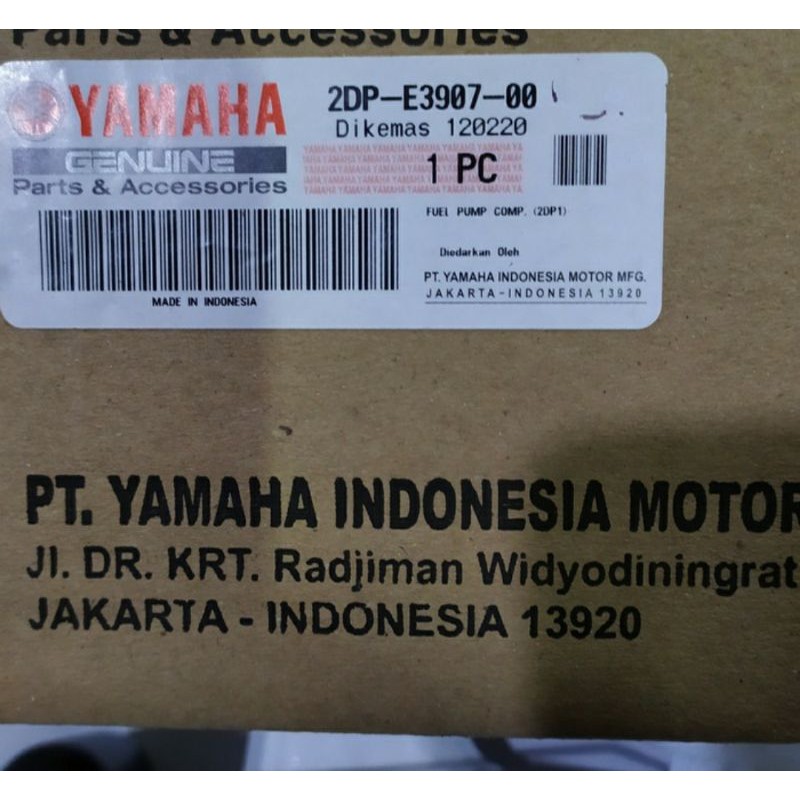 Parts & Accessories
YAMAHA
GENUINE
Parts & Accessories
2DP-E3907-00
Dikemas 120220
1 PC
FUEL PUMP COMP. (2DP1)
Diedarkan Oleh
PT. YAMAHA INDONESIA MOTOR MFG.
JAKARTA-INDONESIA 13920
MADE IN INDONESIA
PT. YAMAHA INDONESIA MOTOR
Jl. DR. KRT. Radjiman Widyodiningrat
JAKARTA - INDONESIA 13920